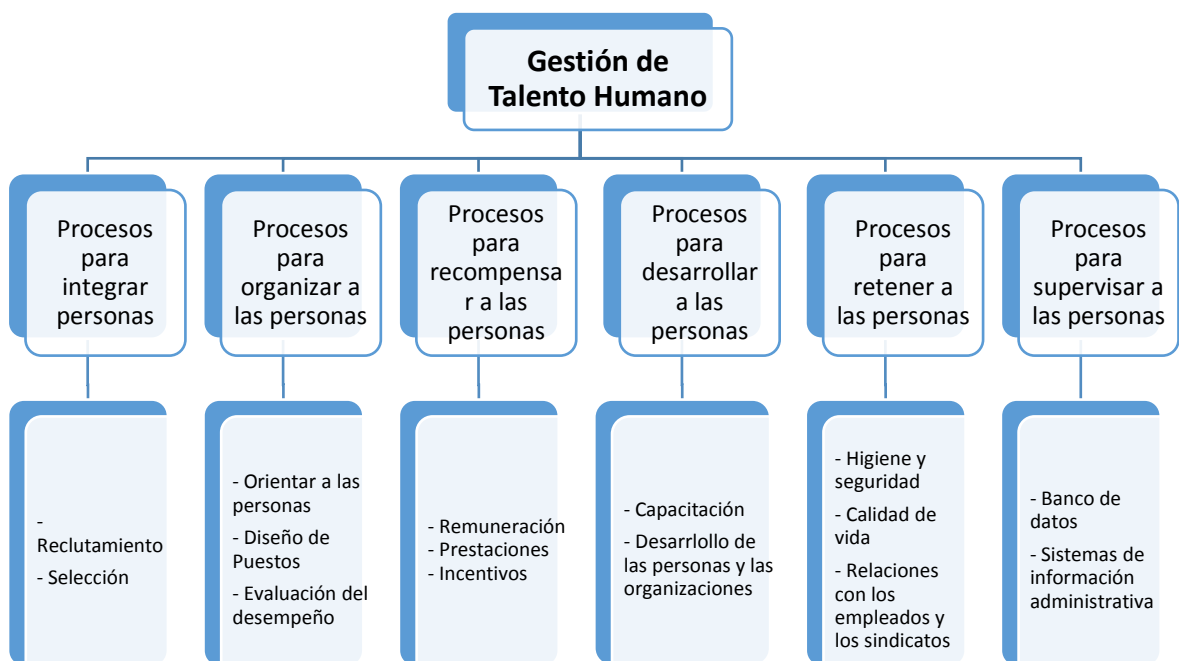 Gestión de
Talento Humano
Procesos
para
integrar
personas
Procesos
para
organizar a
las personas
Procesos
para
recompensa
r a las
personas
Procesos
para
desarrollar
a las
personas
Procesos
para
retener a
las personas
Procesos
para
supervisar a
las personas
-
Reclutamiento
- Selección
- Orientar a las
personas
- Diseño de
Puestos
- Evaluación del
desempeño
- Remuneración
- Prestaciones
- Incentivos
- Capacitación
- Desarrlollo de
las personas y las
organizaciones
- Higiene y
seguridad
- Calidad de
vida
- Relaciones
con los
empleados y
los sindicatos
- Banco de
datos
- Sistemas de
información
administrativa